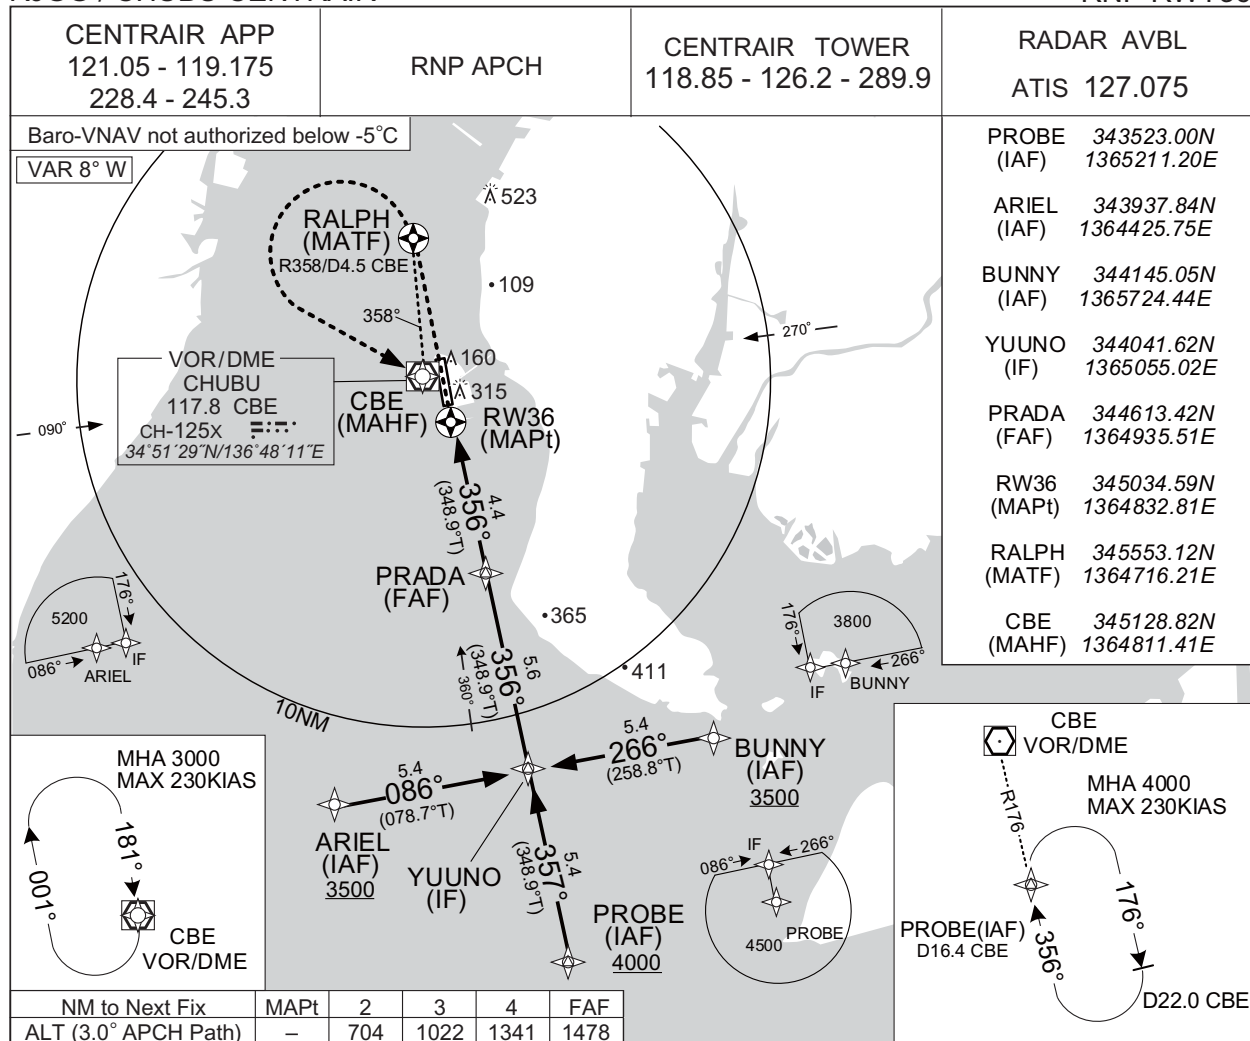 CENTRAIR APP
121.05 - 119.175
228.4 - 245.3
RNP APCH
CENTRAIR TOWER
118.85 - 126.2 - 289.9
RADAR AVBL
ATIS 127.075
Baro-VNAV not authorized below -5°C
VAR 8° W
PROBE 343523.00N
(IAF) 1365211.20E
ARIEL 343937.84N
(IAF) 1364425.75E
BUNNY 344145.05N
(IAF) 1365724.44E
YUUNO 344041.62N
(IF) 1365055.02E
PRADA 344613.42N
(FAF) 1364935.51E
RW36 345034.59N
(MAPt) 1364832.81E
RALPH 345553.12N
(MATF) 1364716.21E
CBE 345128.82N
(MAHF) 1364811.41E
523
RALPH
(MATF)
R358/D4.5 CBE
109
358°
270°
VOR/DME
CHUBU
117.8 CBE
CH-125X
34°51´29˝N/136°48´11˝E
160
315
CBE
(MAHF)
RW36
(MAPt)
090°
4.4
356°
(348.9°T)
PRADA
(FAF)
365
411
5.6
356°
(348.9°T)
360°
10NM
5200
176°
086°
IF
ARIEL
3800
176°
266°
IF
BUNNY
5.4
086°
(078.7°T)
ARIEL
(IAF)
3500
5.4
266°
(258.8°T)
BUNNY
(IAF)
3500
YUUNO
(IF)
5.4
357°
(348.9°T)
PROBE
(IAF)
4000
IF
086°
266°
4500
PROBE
MHA 3000
MAX 230KIAS
181°
001°
CBE
VOR/DME
CBE
VOR/DME
MHA 4000
MAX 230KIAS
R176
176°
356°
PROBE(IAF)
D16.4 CBE
D22.0 CBE
NM to Next Fix MAPt 2 3 4 FAF
ALT (3.0° APCH Path) – 704 1022 1341 1478